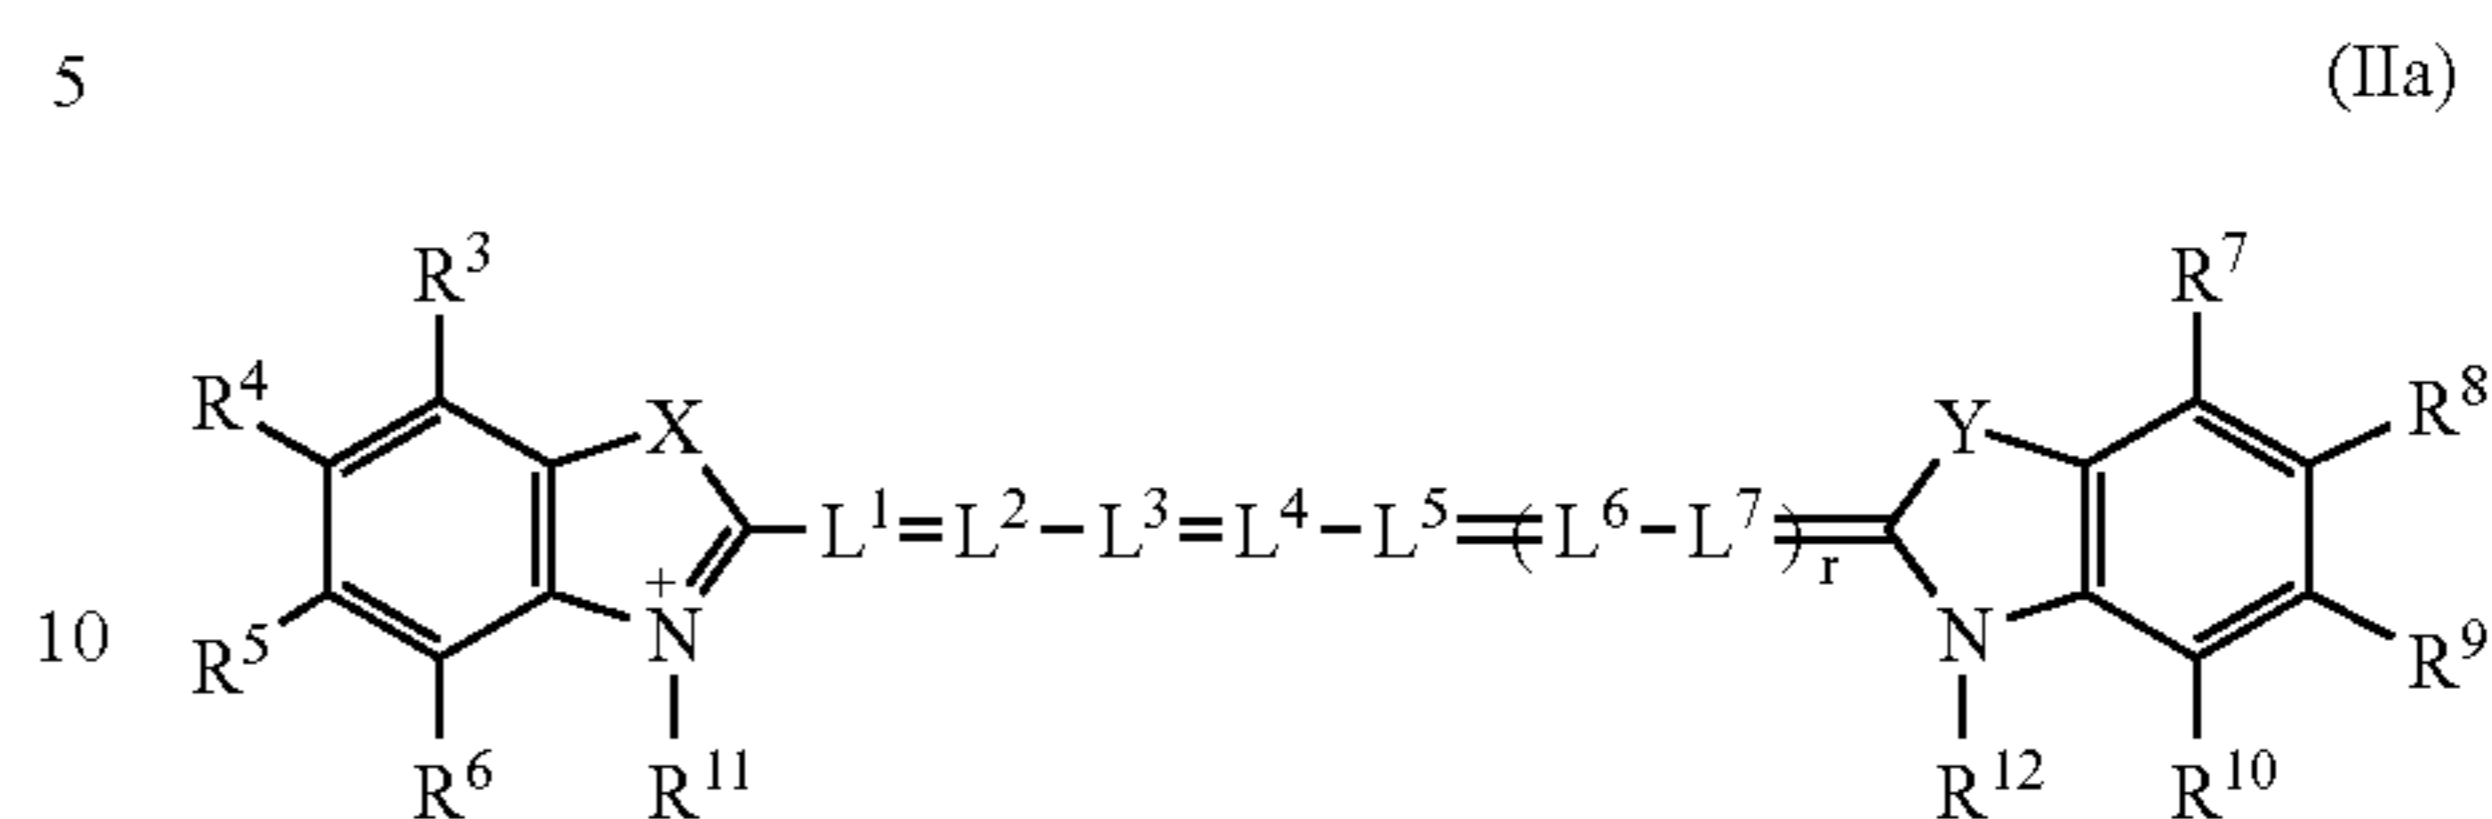 5 (IIa)
R³ R⁷
R⁴ X Y R⁸
L¹=L²–L³=L⁴–L⁵=(L⁶–L⁷=)r
10 R⁵ N⁺ N R⁹
R⁶ R¹¹ R¹² R¹⁰